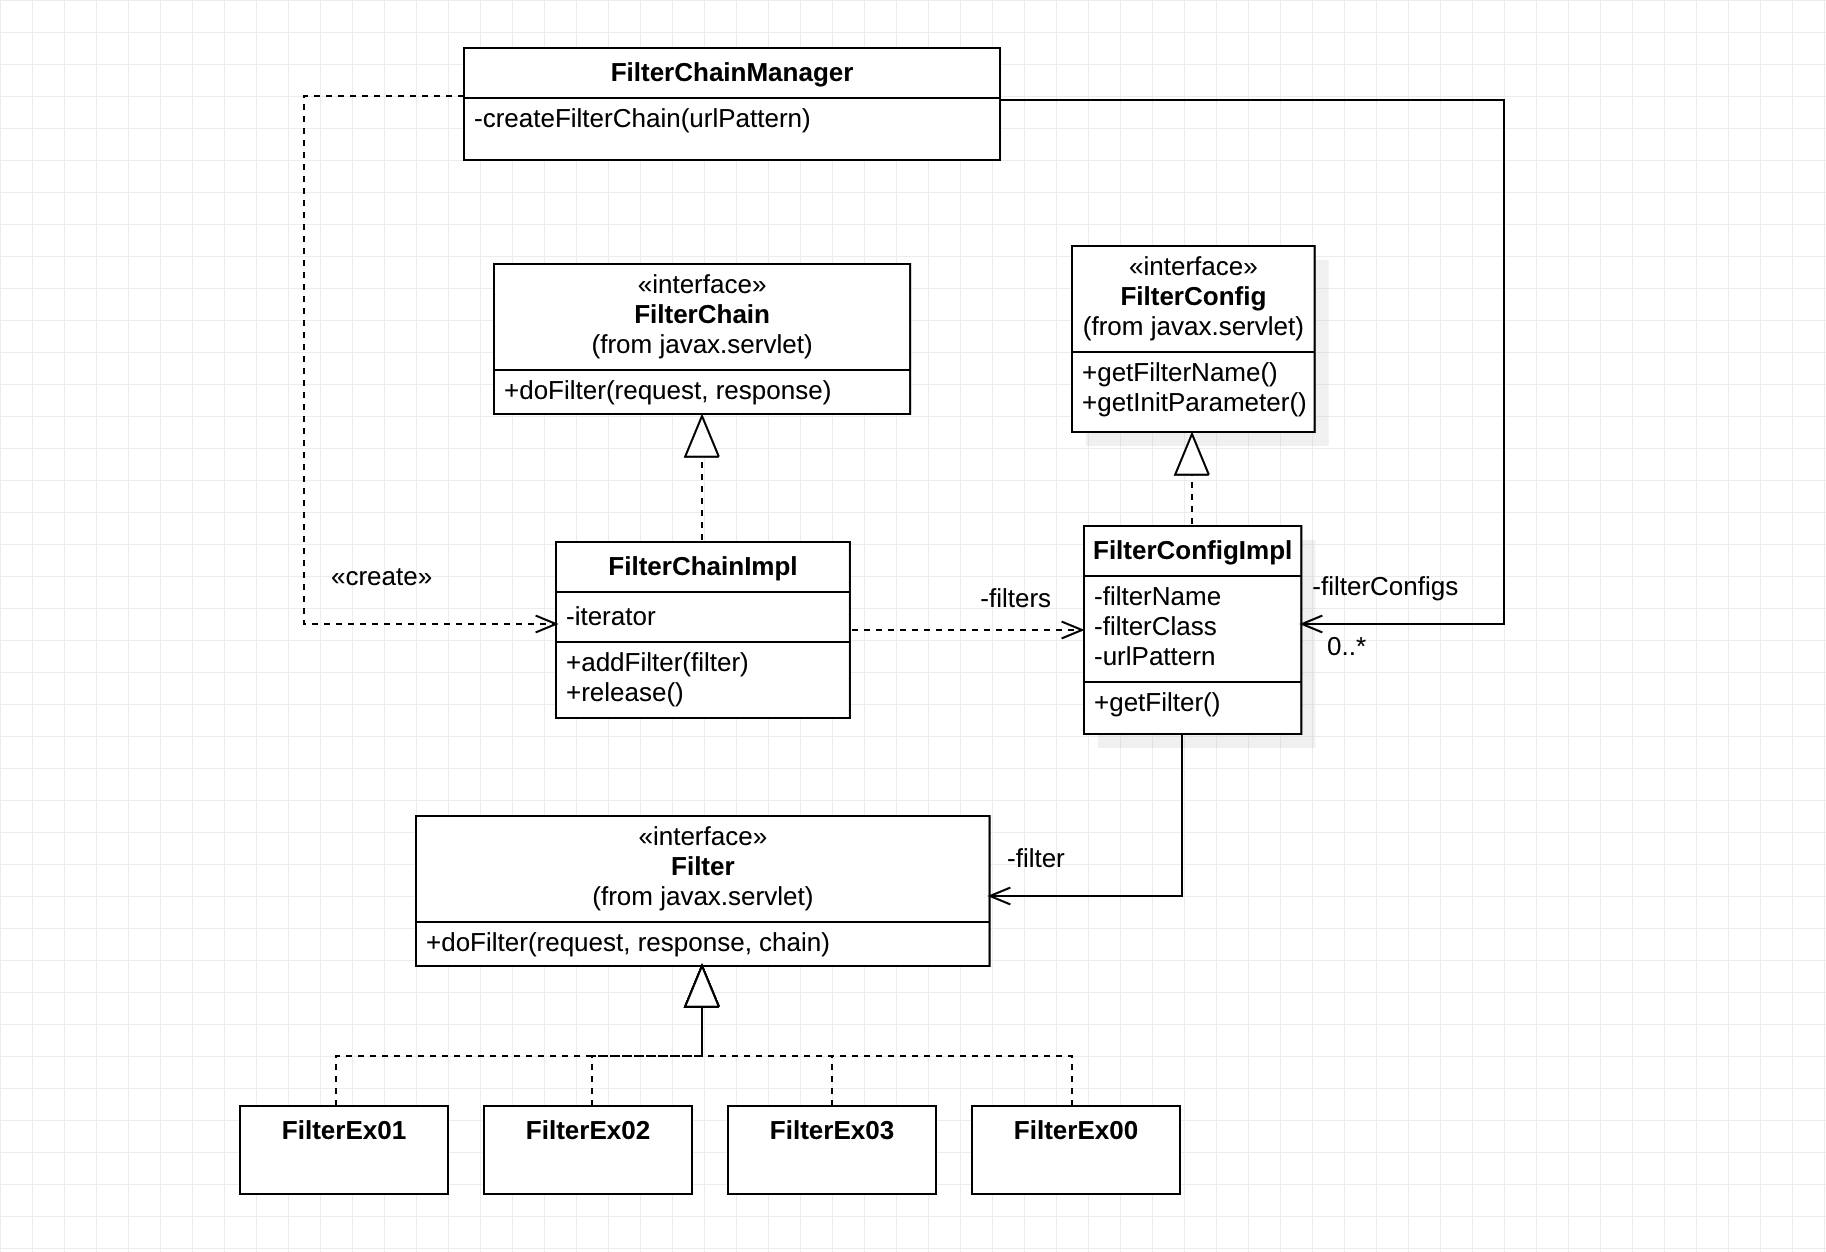 FilterChainManager
-createFilterChain(urlPattern)
«interface»
FilterChain
(from javax.servlet)
+doFilter(request, response)
«interface»
FilterConfig
(from javax.servlet)
+getFilterName()
+getInitParameter()
«create»
FilterChainImpl
-iterator
+addFilter(filter)
+release()
-filters
FilterConfigImpl
-filterName
-filterClass
-urlPattern
+getFilter()
-filterConfigs
0..*
«interface»
Filter
(from javax.servlet)
+doFilter(request, response, chain)
-filter
FilterEx01
FilterEx02
FilterEx03
FilterEx00